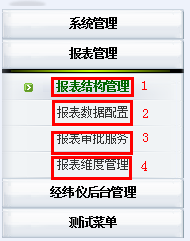 系统管理
报表管理
报表结构管理 1
报表数据配置 2
报表审批服务 3
报表维度管理 4
经纬仪后台管理
测试菜单